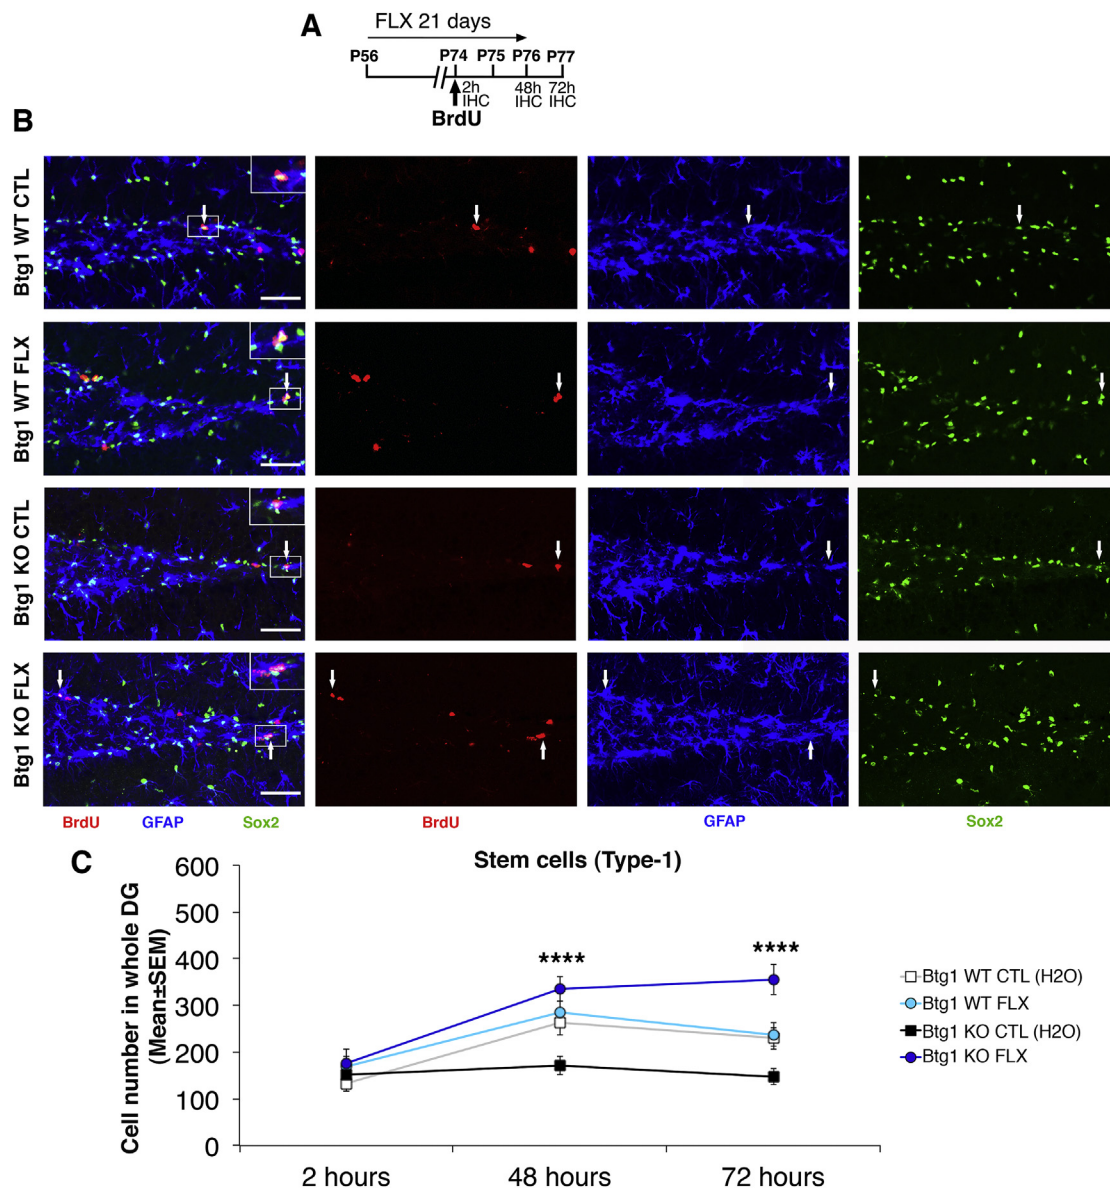 A
FLX 21 days
P56 P74 P75 P76 P77
2h 48h 72h
IHC IHC IHC
BrdU
B
Btg1 WT CTL
Btg1 WT FLX
Btg1 KO CTL
Btg1 KO FLX
BrdU GFAP Sox2 BrdU GFAP Sox2
C
Stem cells (Type-1)
Cell number in whole DG
(Mean±SEM)
600
500
400
300
200
100
0
**** ****
2 hours 48 hours 72 hours
Btg1 WT CTL (H2O)
Btg1 WT FLX
Btg1 KO CTL (H2O)
Btg1 KO FLX